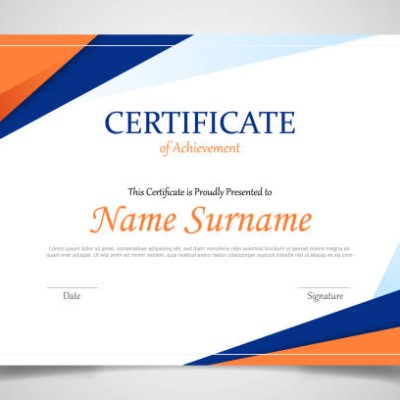 CERTIFICATE
of Achievement
This Certificate is Proudly Presented to
Name Surname
Lorem ipsum dolor sit amet, consectetuer adipiscing elit, sed diam nonummy nibh euismod tincidunt ut laoreet dolore
magna aliquam erat volutpat. Ut wisi enim ad minim veniam, quis nostrud exerci tation ullamcorper suscipit lobortis nisl ut aliquip ex ea com-
Date Signature